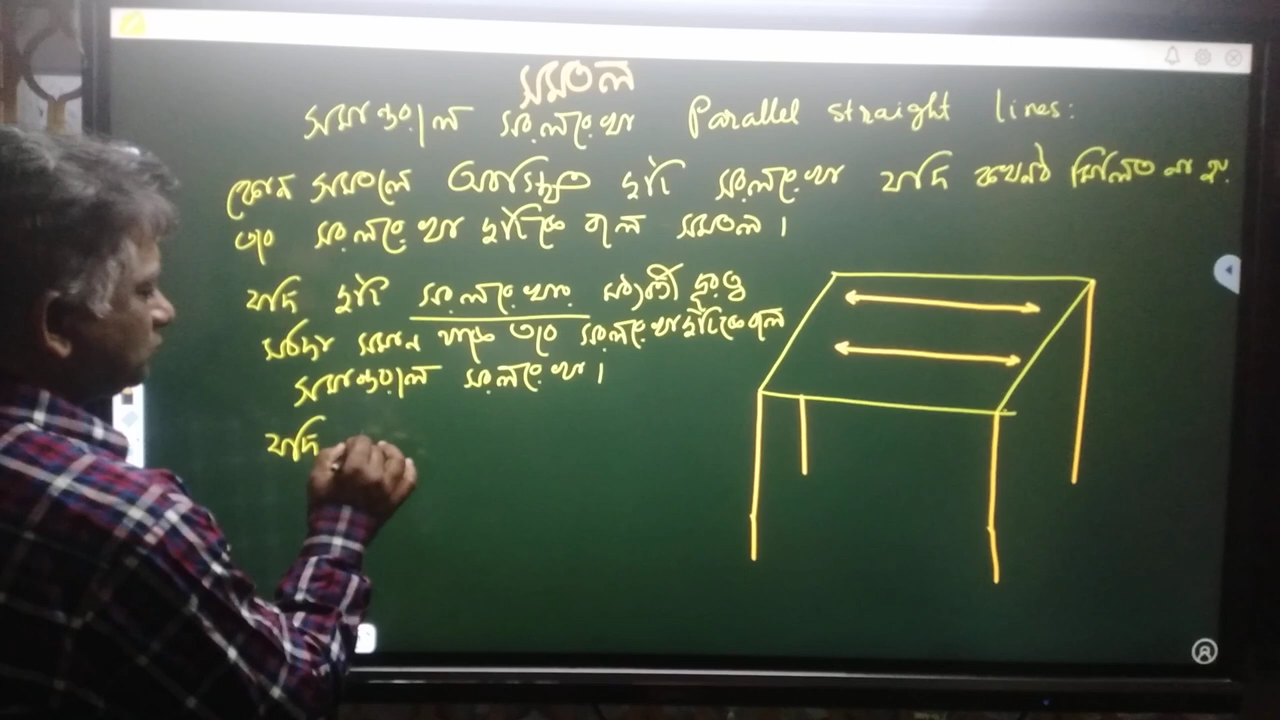 সমতল
সমান্তরাল সরলরেখা Parallel straight lines:
কোন সমতলে অবস্থিত দুটি সরলরেখা যদি কখনও মিলিত না হয়
তবে সরলরেখা দুটিকে বলে সমতল।
যদি দুটি সরলরেখার মধ্যবর্তী দূরত্ব
সর্বদা সমান থাকে তবে সরলরেখা দুটিকে বলে
সমান্তরাল সরলরেখা।
যদি